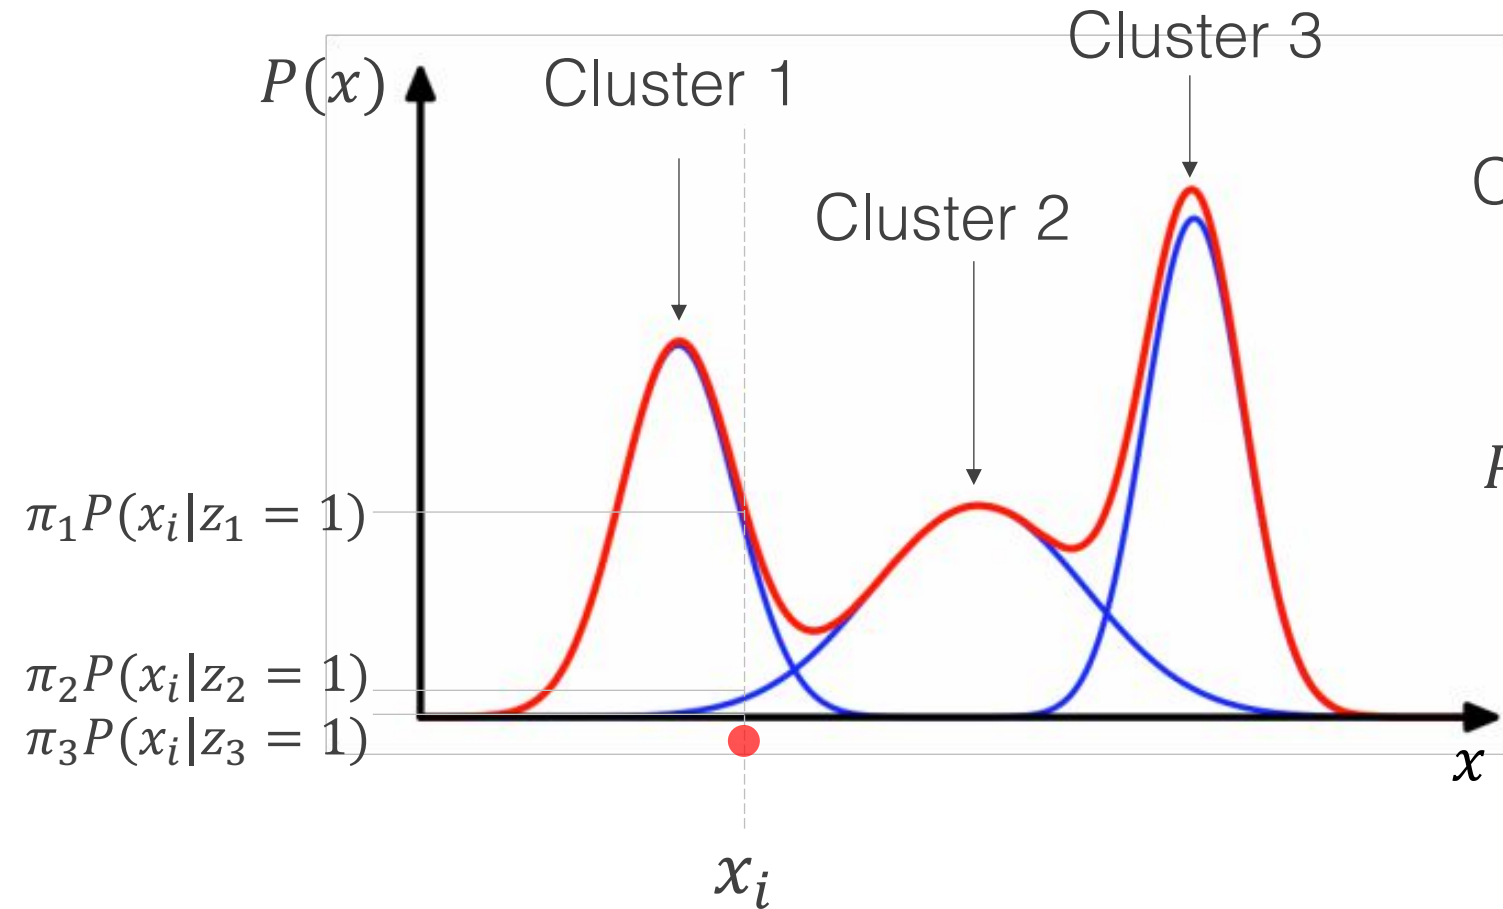 Cluster 3
P(x)
Cluster 1
Cluster 2
π₁P(xᵢ|z₁ = 1)
π₂P(xᵢ|z₂ = 1)
π₃P(xᵢ|z₃ = 1)
x
xᵢ